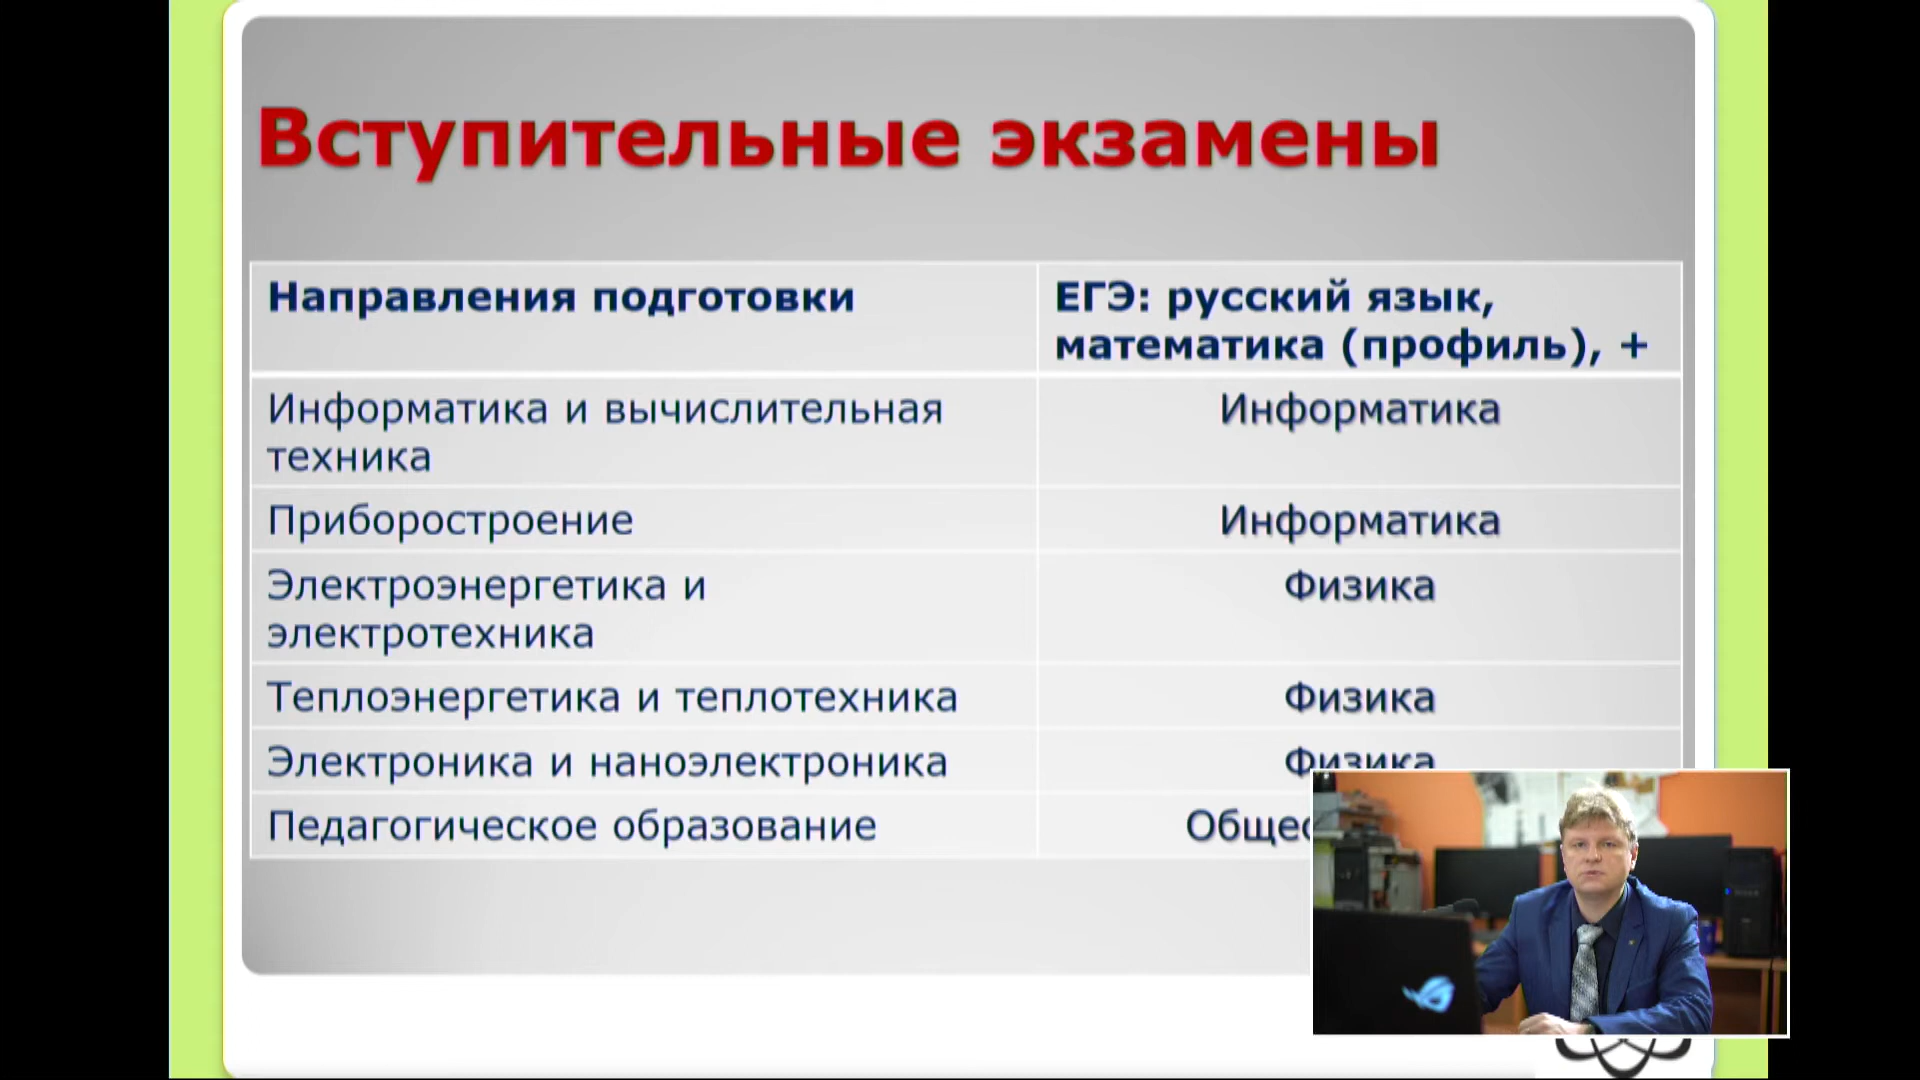 Вступительные экзамены
Направления подготовки
ЕГЭ: русский язык,
математика (профиль), +
Информатика и вычислительная
техника
Информатика
Приборостроение
Информатика
Электроэнергетика и
электротехника
Физика
Теплоэнергетика и теплотехника
Физика
Электроника и наноэлектроника
Физика
Педагогическое образование